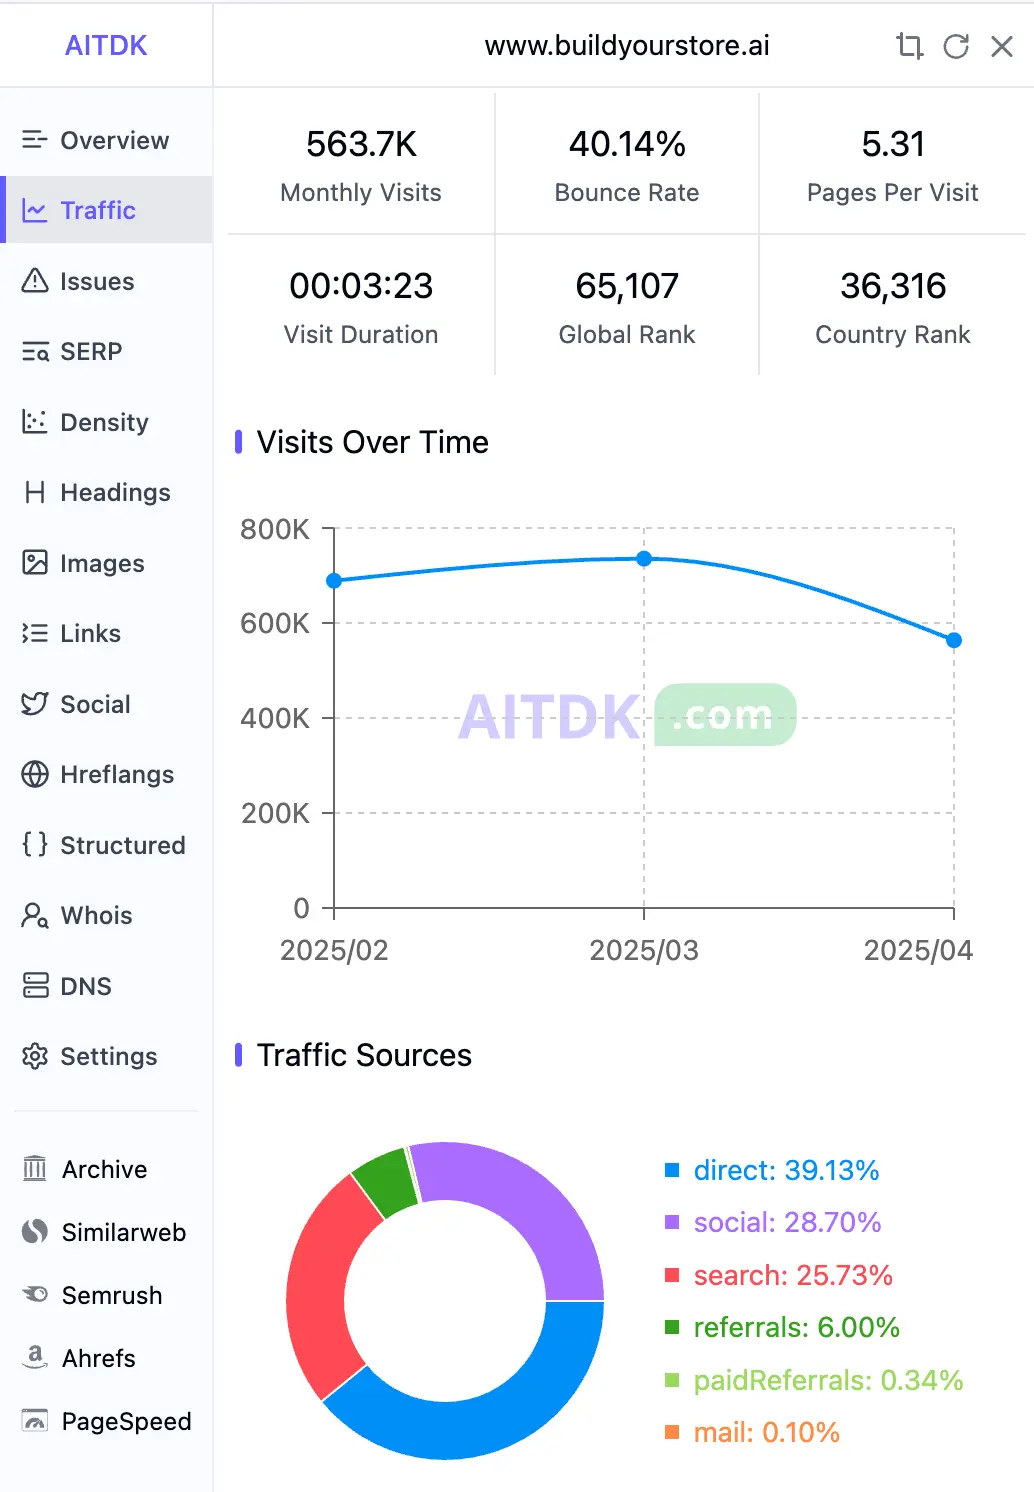 AITDK
www.buildyourstore.ai
Overview
Traffic
Issues
SERP
Density
Headings
Images
Links
Social
Hreflangs
Structured
Whois
DNS
Settings
Archive
Similarweb
Semrush
Ahrefs
PageSpeed
563.7K
Monthly Visits
40.14%
Bounce Rate
5.31
Pages Per Visit
00:03:23
Visit Duration
65,107
Global Rank
36,316
Country Rank
Visits Over Time
800K
600K
400K
200K
0
AITDK .com
2025/02 2025/03 2025/04
Traffic Sources
direct: 39.13%
social: 28.70%
search: 25.73%
referrals: 6.00%
paidReferrals: 0.34%
mail: 0.10%